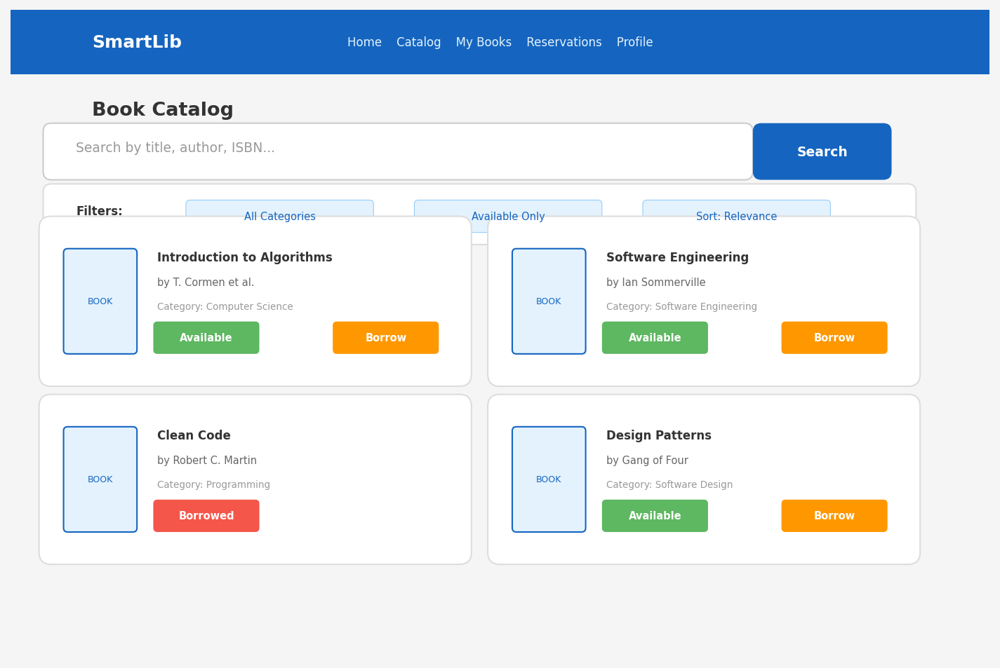 SmartLib
Home Catalog My Books Reservations Profile
Book Catalog
Search by title, author, ISBN...
Search
Filters:
All Categories
Available Only
Sort: Relevance
Introduction to Algorithms
by T. Cormen et al.
Category: Computer Science
BOOK
Available
Borrow
Software Engineering
by Ian Sommerville
Category: Software Engineering
BOOK
Available
Borrow
Clean Code
by Robert C. Martin
Category: Programming
BOOK
Borrowed
Design Patterns
by Gang of Four
Category: Software Design
BOOK
Available
Borrow